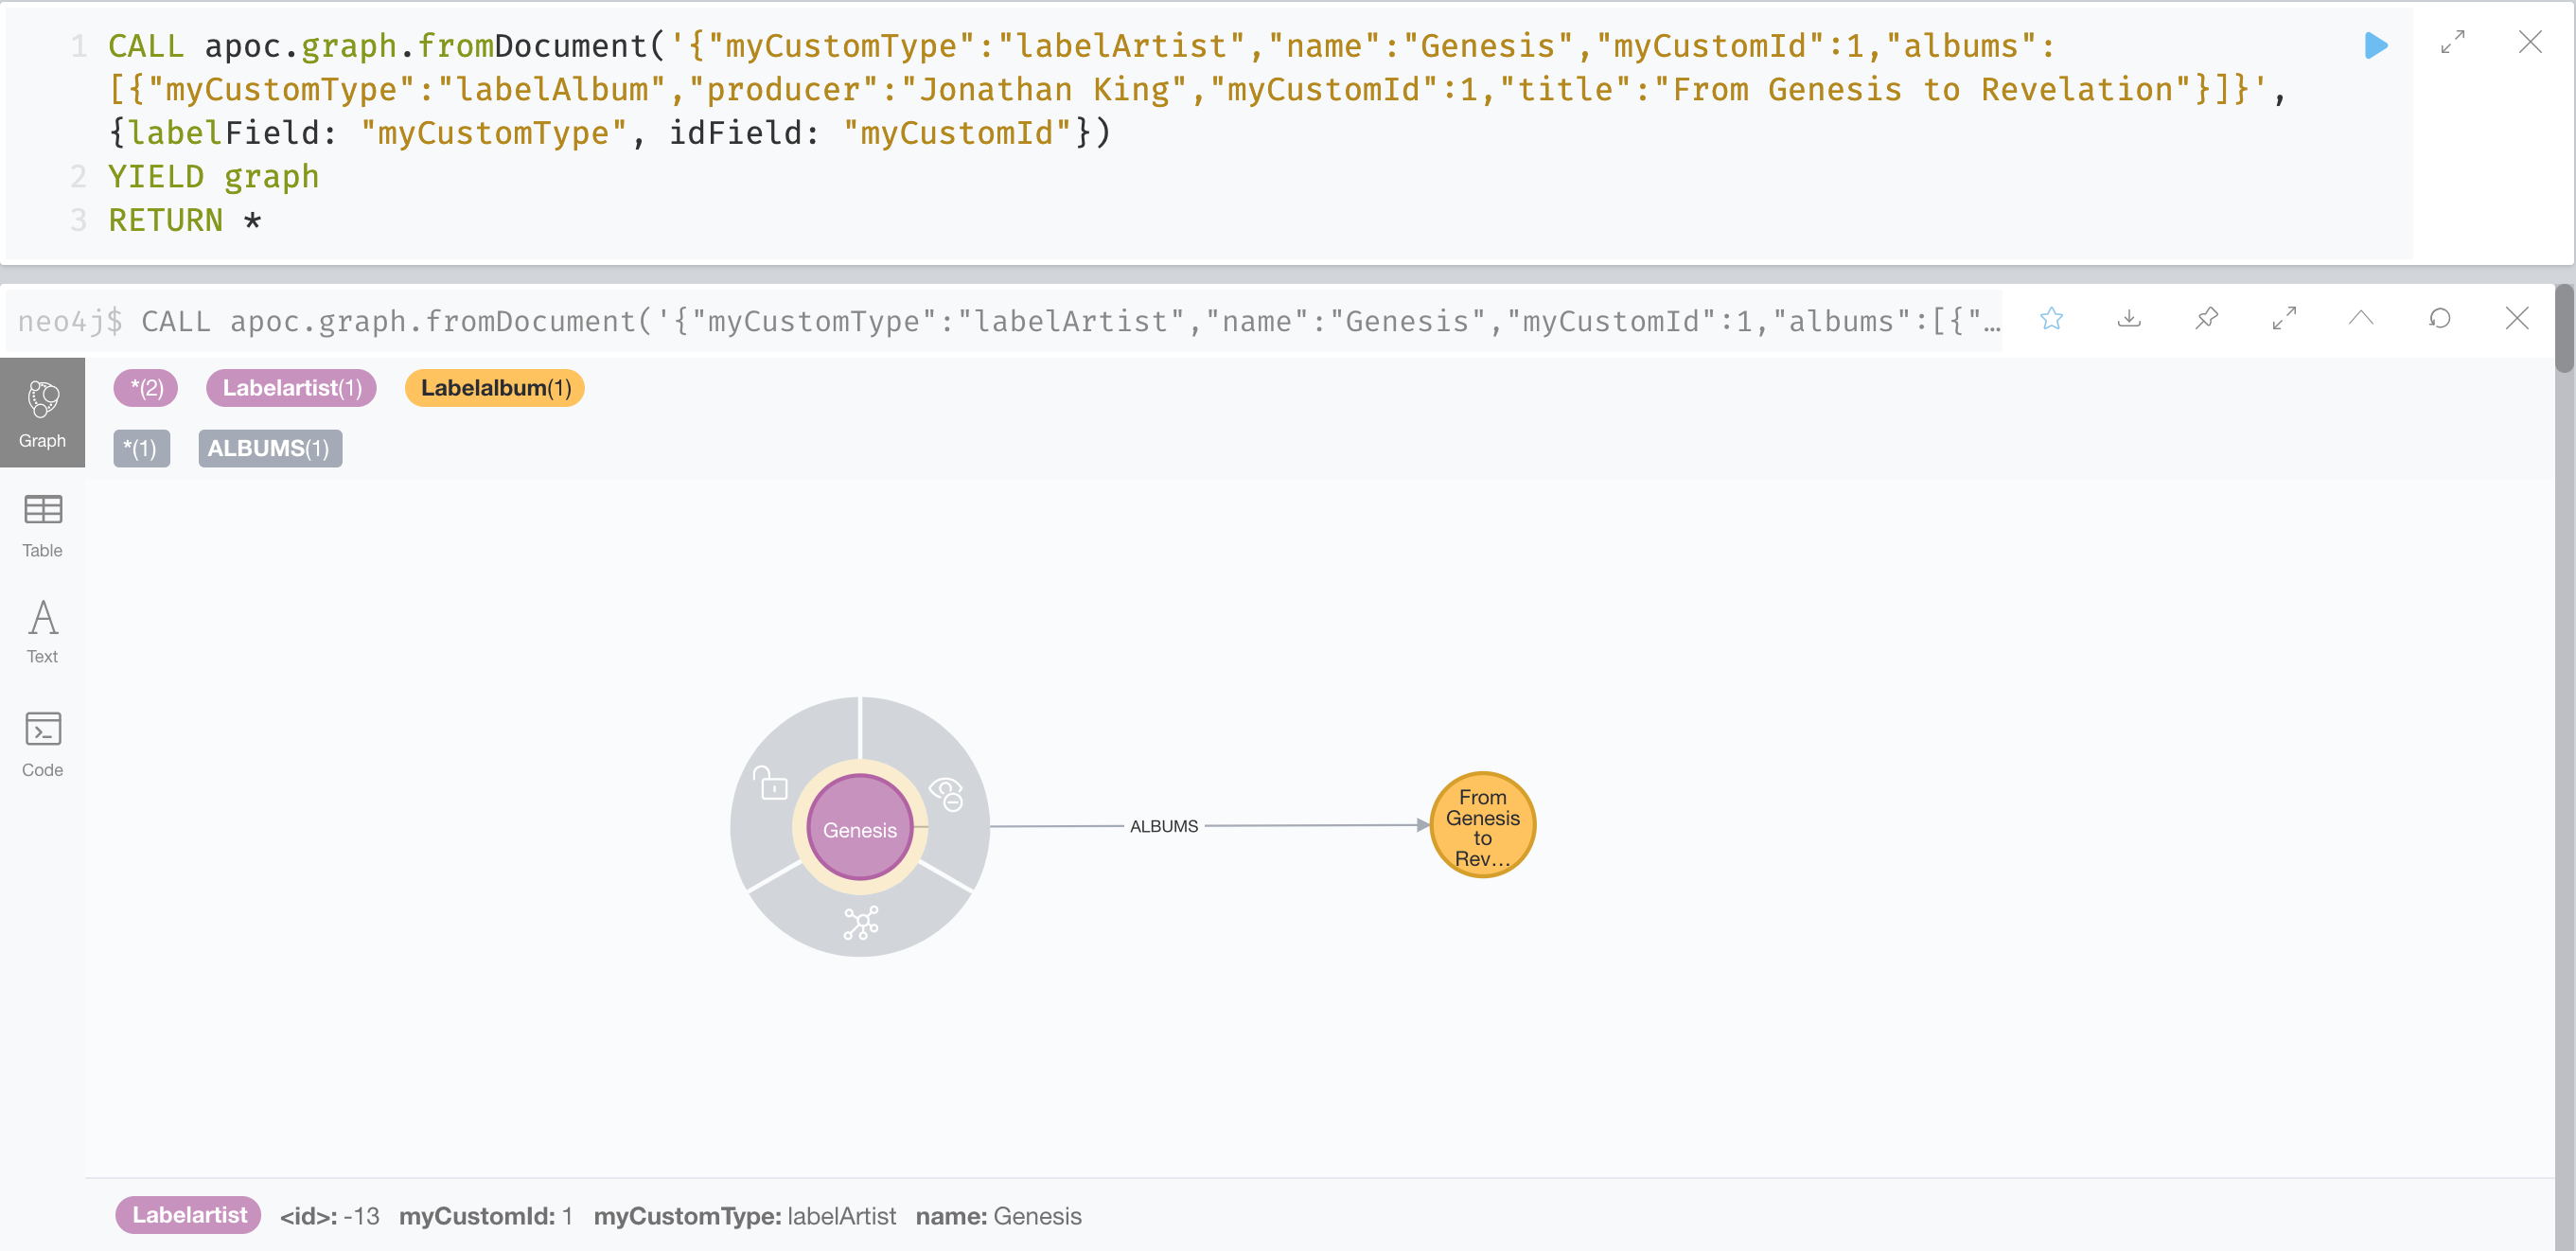 1 CALL apoc.graph.fromDocument('{"myCustomType":"labelArtist","name":"Genesis","myCustomId":1,"albums":
[{"myCustomType":"labelAlbum","producer":"Jonathan King","myCustomId":1,"title":"From Genesis to Revelation"}]}',
{labelField: "myCustomType", idField: "myCustomId"})
2 YIELD graph
3 RETURN *
neo4j$ CALL apoc.graph.fromDocument('{"myCustomType":"labelArtist","name":"Genesis","myCustomId":1,"albums":[{"…
*(2) Labelartist(1) Labelalbum(1)
Graph
*(1) ALBUMS(1)
Table
Text
Code
Genesis
ALBUMS
From
Genesis
to
Rev…
Labelartist <id>: -13 myCustomId: 1 myCustomType: labelArtist name: Genesis